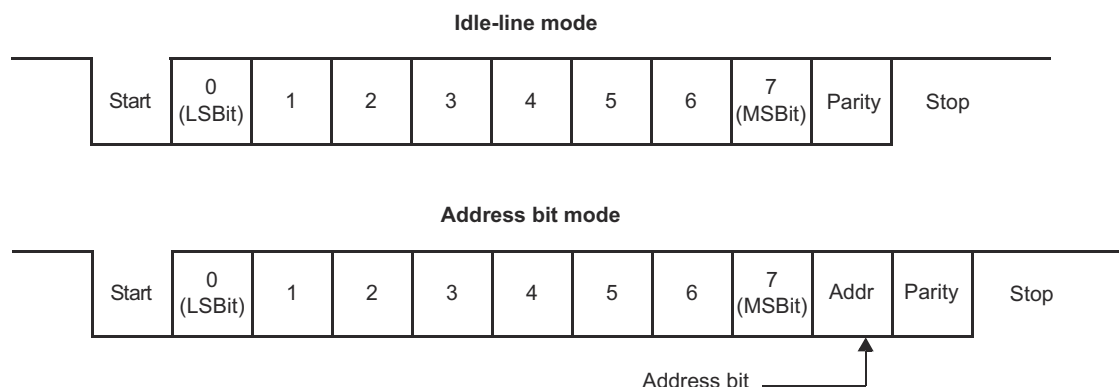 Idle-line mode
Start 0 (LSBit) 1 2 3 4 5 6 7 (MSBit) Parity Stop
Address bit mode
Start 0 (LSBit) 1 2 3 4 5 6 7 (MSBit) Addr Parity Stop
Address bit